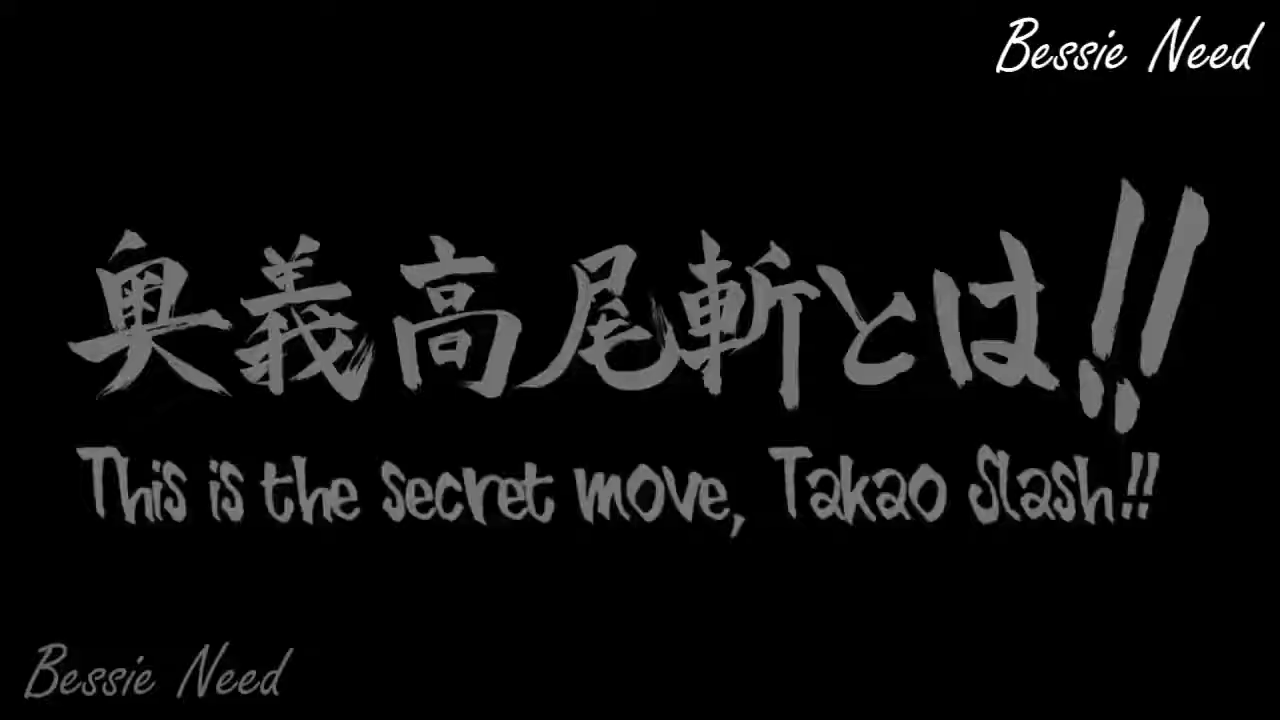 Bessie Need
奥義高尾斬とは!!
This is the secret move, Takao Slash!!
Bessie Need